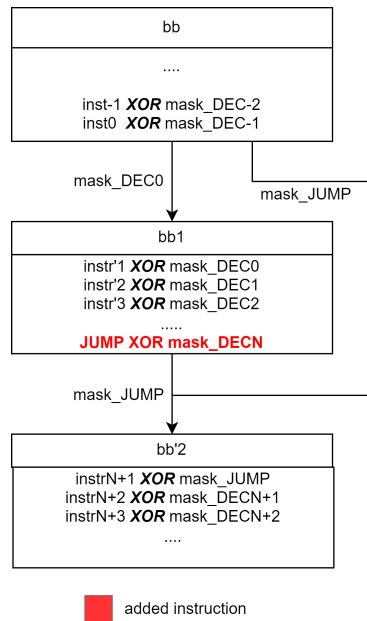 bb
....
inst-1 XOR mask_DEC-2
inst0 XOR mask_DEC-1
mask_DEC0
mask_JUMP
bb1
instr'1 XOR mask_DEC0
instr'2 XOR mask_DEC1
instr'3 XOR mask_DEC2
.....
JUMP XOR mask_DECN
mask_JUMP
bb'2
instrN+1 XOR mask_JUMP
instrN+2 XOR mask_DECN+1
instrN+3 XOR mask_DECN+2
....
added instruction